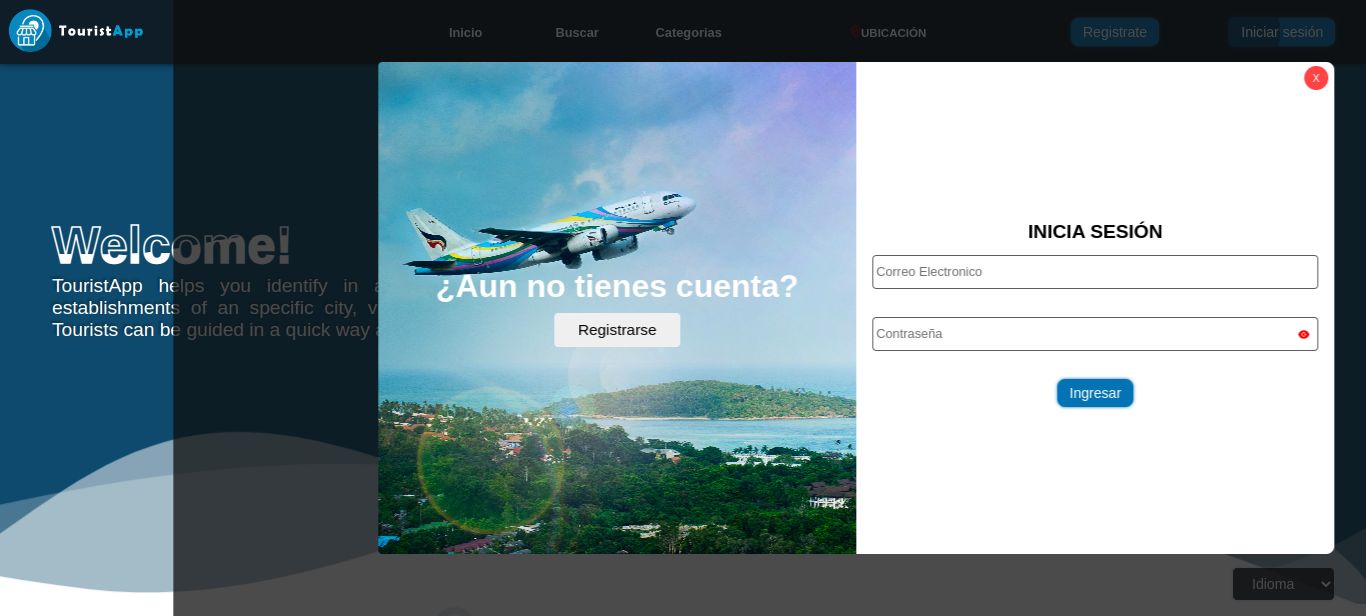 TouristApp
Inicio
Buscar
Categorias
UBICACIÓN
Registrate
Iniciar sesión
X
Welcome!
TouristApp helps you identify in a
establishments of an specific city, v
Tourists can be guided in a quick way a
¿Aun no tienes cuenta?
Registrarse
INICIA SESIÓN
Correo Electronico
Contraseña
Ingresar
Idioma